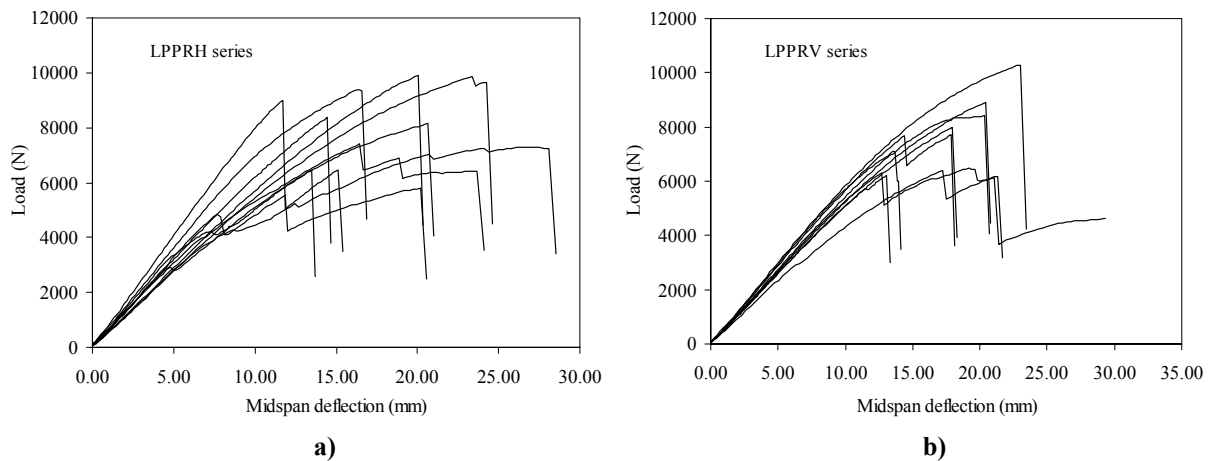 12000
10000
8000
6000
4000
2000
0
Load (N)
LPPRH series
0.00 5.00 10.00 15.00 20.00 25.00 30.00
Midspan deflection (mm)
a)
12000
10000
8000
6000
4000
2000
0
Load (N)
LPPRV series
0.00 5.00 10.00 15.00 20.00 25.00 30.00 35.00
Midspan deflection (mm)
b)